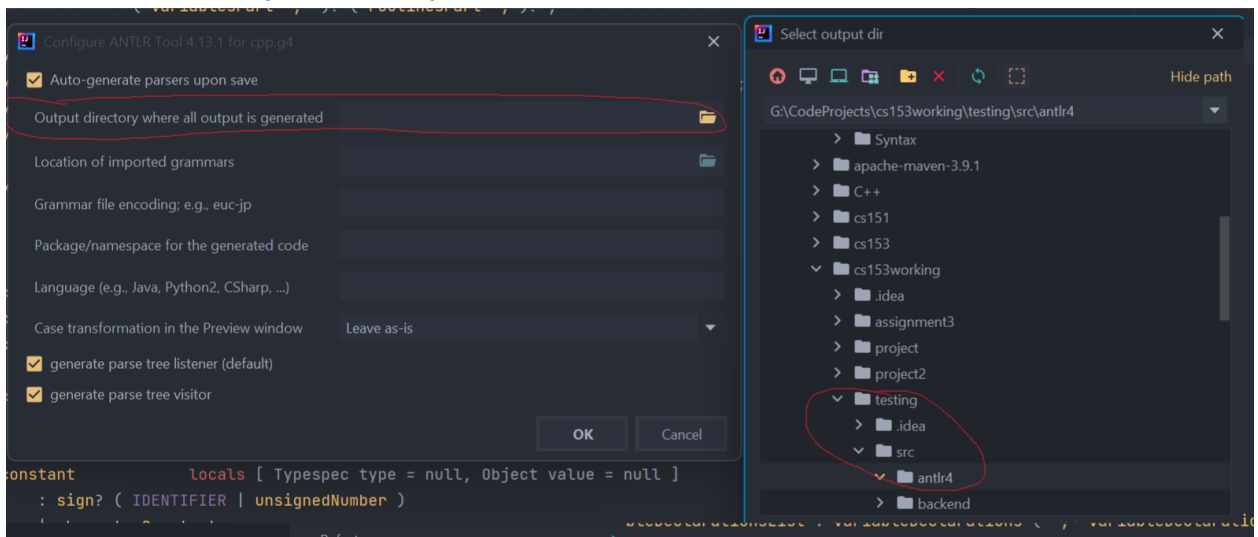 Configure ANTLR Tool 4.13.1 for cpp.g4
Auto-generate parsers upon save
Output directory where all output is generated
Location of imported grammars
Grammar file encoding; e.g., euc-jp
Package/namespace for the generated code
Language (e.g., Java, Python2, CSharp, ...)
Case transformation in the Preview window Leave as-is
generate parse tree listener (default)
generate parse tree visitor
OK Cancel
constant locals [ Typespec type = null, Object value = null ]
: sign? ( IDENTIFIER | unsignedNumber )
Select output dir
Hide path
G:\CodeProjects\cs153working\testing\src\antlr4
Syntax
apache-maven-3.9.1
C++
cs151
cs153
cs153working
.idea
assignment3
project
project2
testing
.idea
src
antlr4
backend